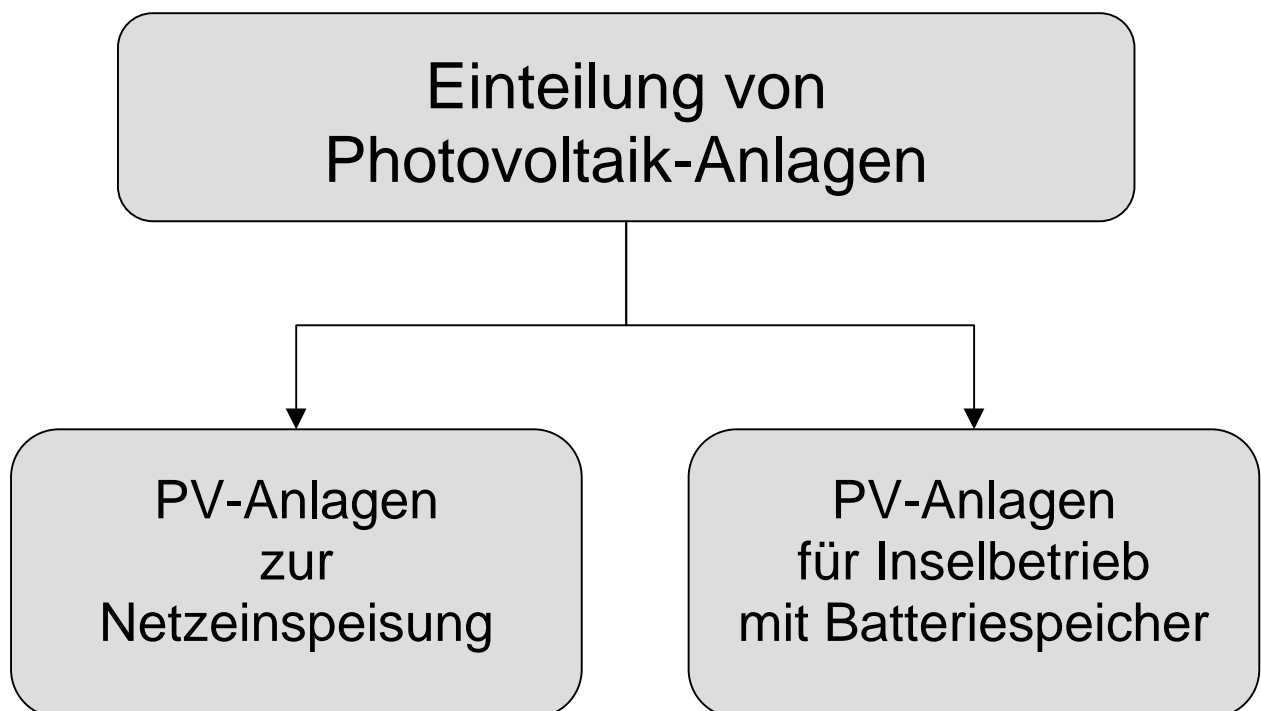 Einteilung von
Photovoltaik-Anlagen
PV-Anlagen
zur
Netzeinspeisung
PV-Anlagen
für Inselbetrieb
mit Batteriespeicher